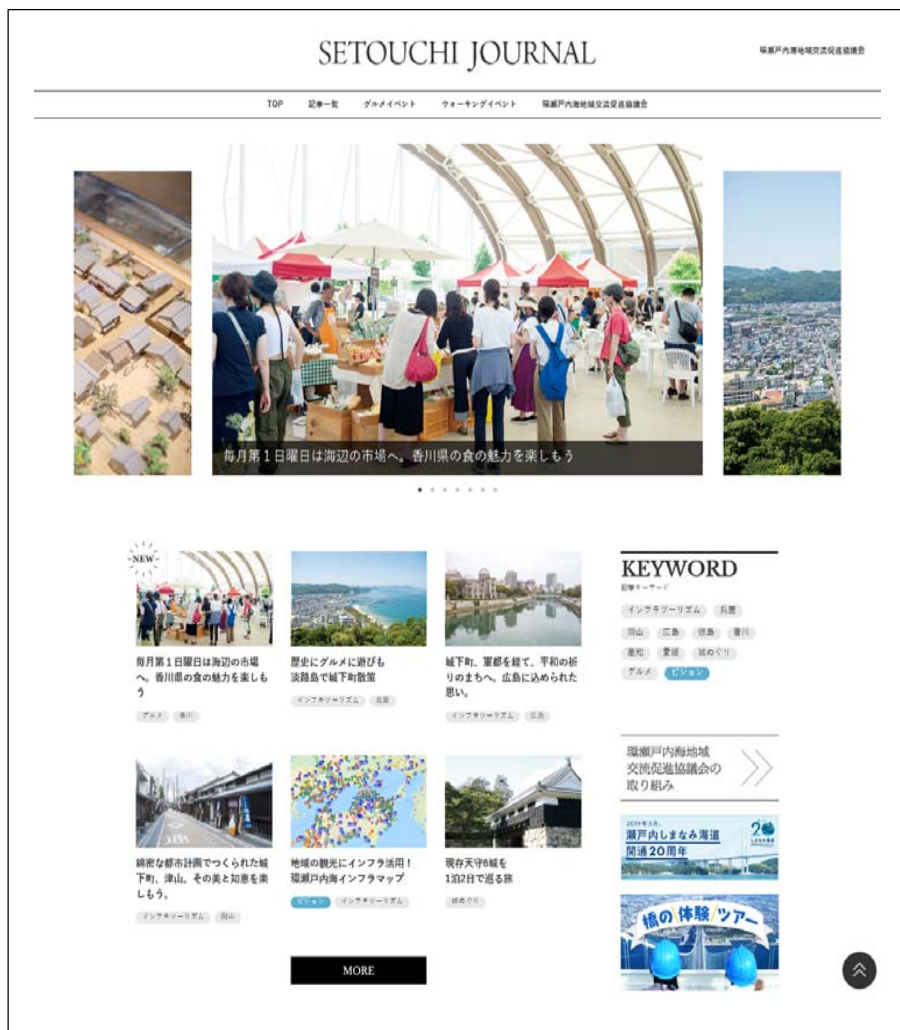 SETOUCHI JOURNAL
環瀬戸内海地域交流促進協議会
TOP 記事一覧 グルメイベント ウォーキングイベント 環瀬戸内海地域交流促進協議会
毎月第1日曜日は海辺の市場へ。香川県の食の魅力を楽しもう
NEW
毎月第1日曜日は海辺の市場
へ。香川県の食の魅力を楽しも
う
グルメ 香川
歴史にグルメに遊びも
淡路島で城下町散策
インフラツーリズム 兵庫
城下町、軍都を経て、平和の祈
りのまちへ。広島に込められた
思い。
インフラツーリズム 広島
綿密な都市計画でつくられた城
下町、津山。その美と知恵を楽
しもう。
インフラツーリズム 岡山
地域の観光にインフラ活用!
環瀬戸内海インフラマップ
ビジョン インフラツーリズム
現存天守6城を
1泊2日で巡る旅
城めぐり
MORE
KEYWORD
記事キーワード
インフラツーリズム 兵庫
岡山 広島 徳島 香川
高知 愛媛 城めぐり
グルメ ビジョン
環瀬戸内海地域
交流促進協議会の
取り組み
2019年5月、
瀬戸内しまなみ海道
開通20周年
20
橋の体験ツアー